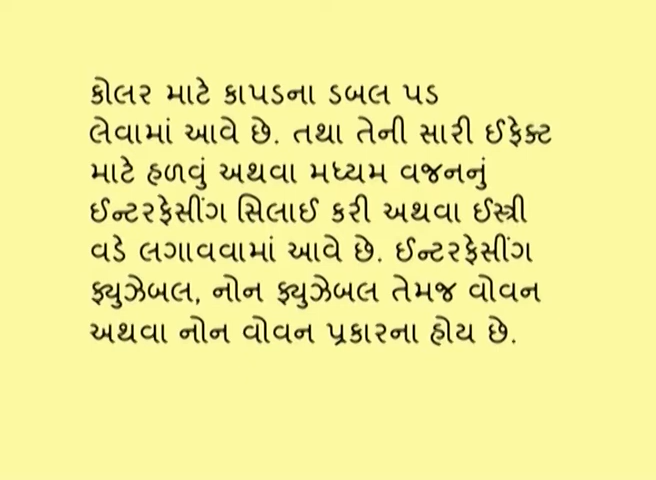 કોલર માટે કાપડના ડબલ પડ
લેવામાં આવે છે. તથા તેની સારી ઈફેક્ટ
માટે હળવું અથવા મધ્યમ વજનનું
ઈન્ટરફેસીંગ સિલાઈ કરી અથવા ઈસ્ત્રી
વડે લગાવવામાં આવે છે. ઈન્ટરફેસીંગ
ફ્યુઝેબલ, નોન ફ્યુઝેબલ તેમજ વોવન
અથવા નોન વોવન પ્રકારના હોય છે.